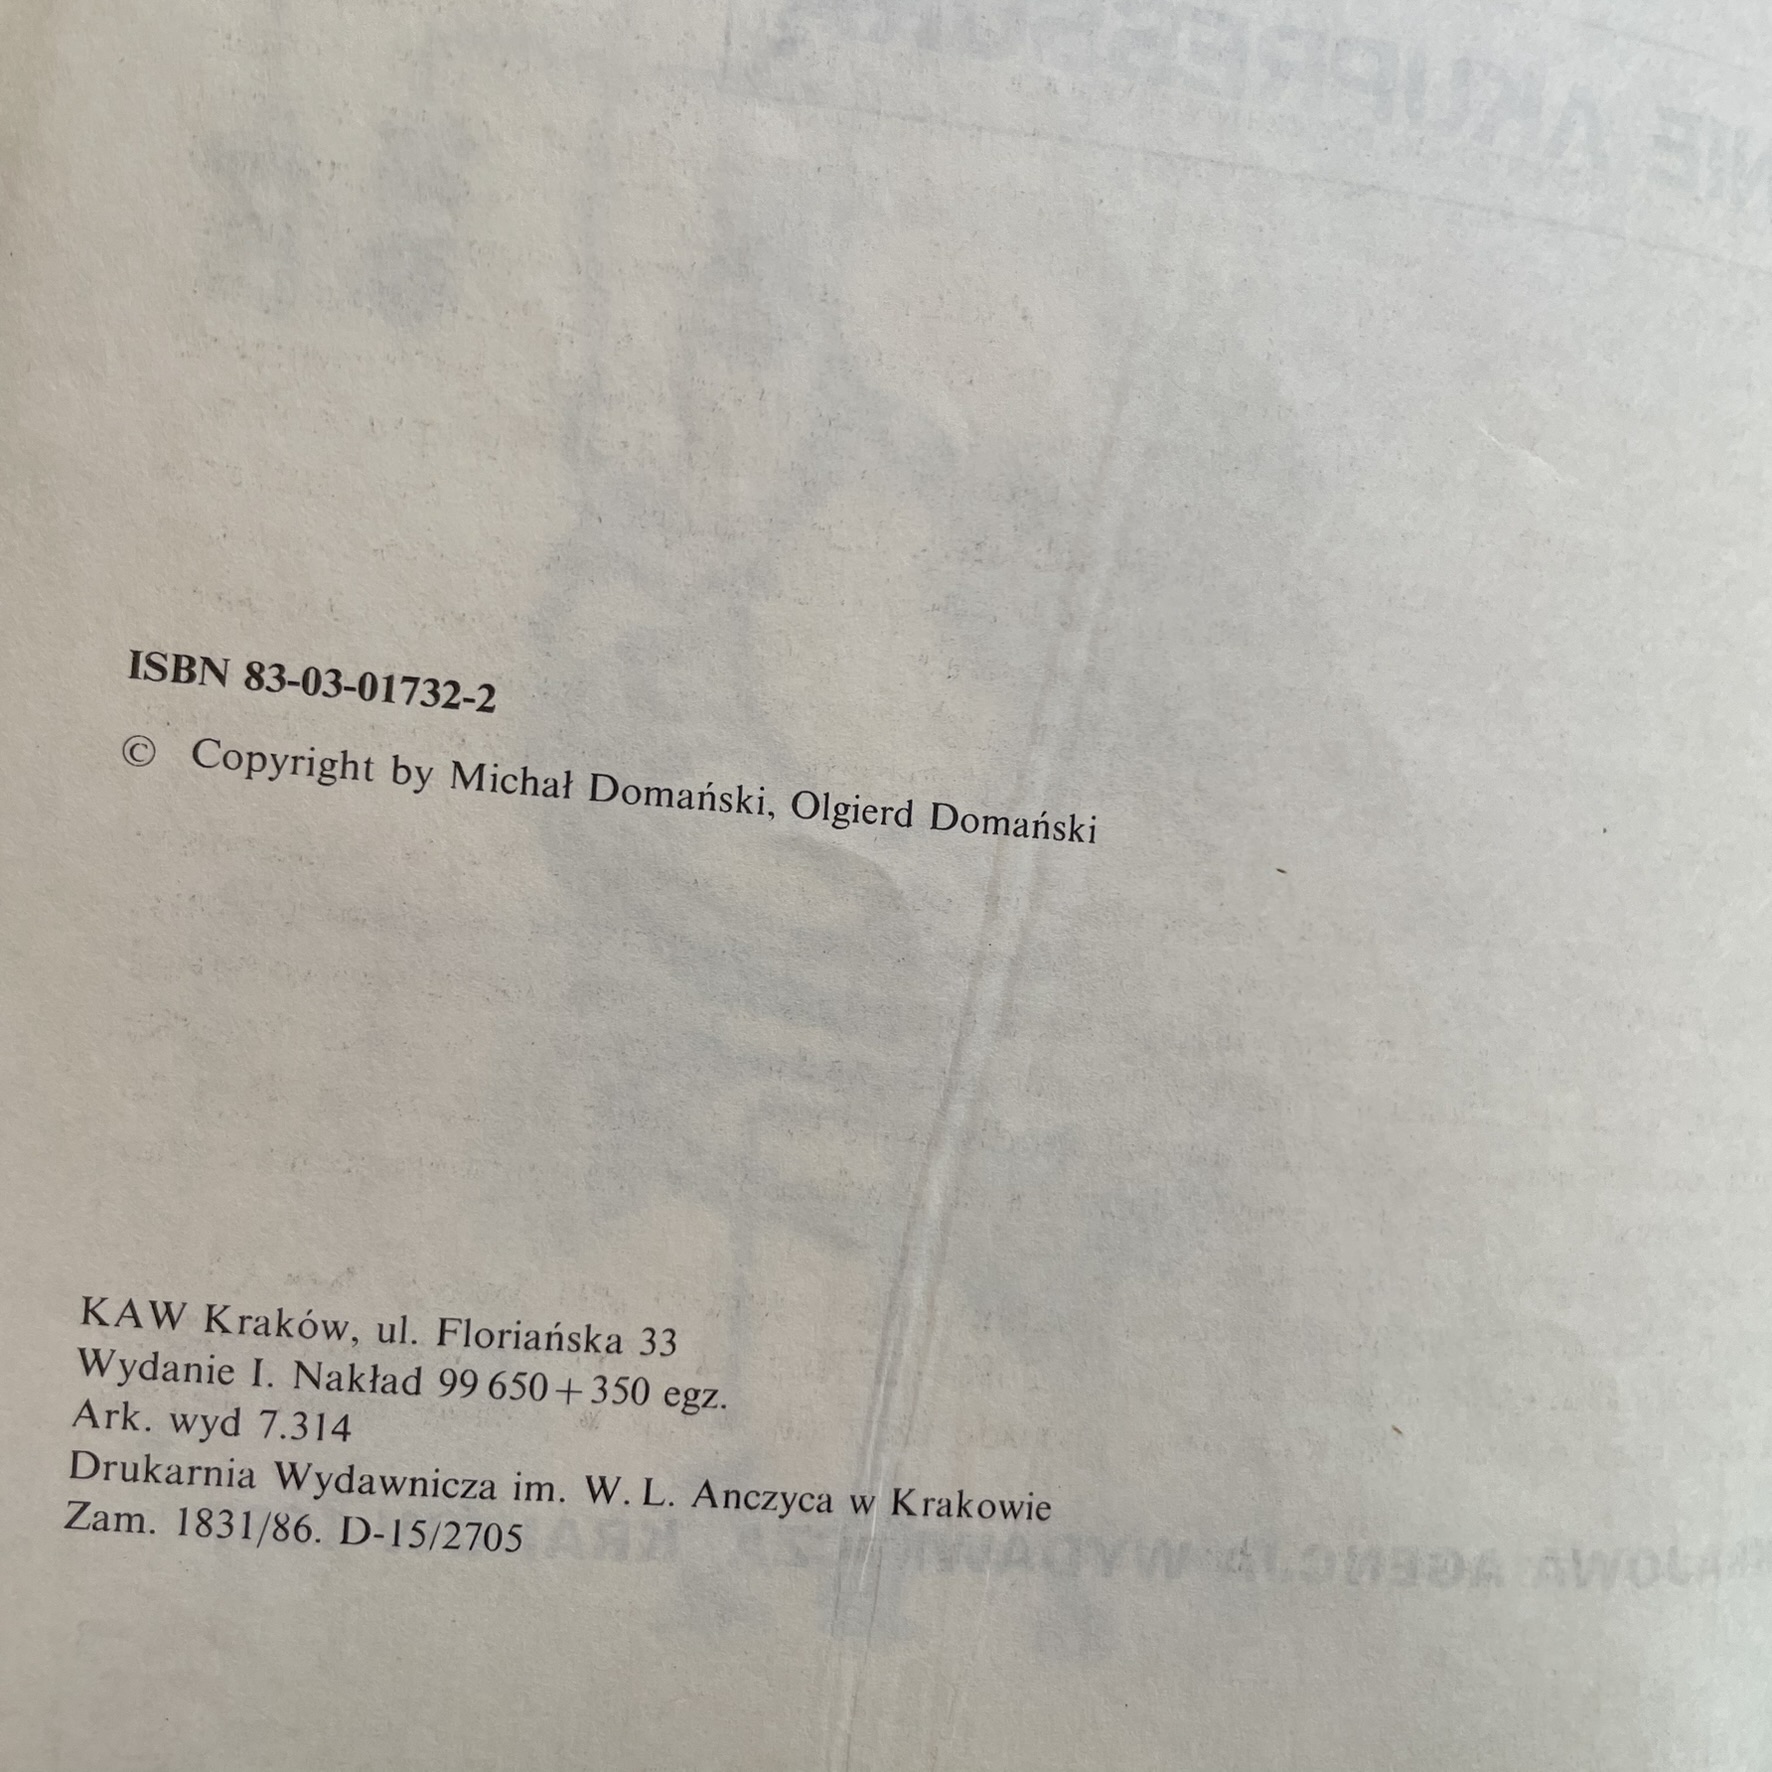 ISBN 83-03-01732-2
© Copyright by Michał Domański, Olgierd Domański
KAW Kraków, ul. Floriańska 33
Wydanie I. Nakład 99 650 + 350 egz.
Ark. wyd 7.314
Drukarnia Wydawnicza im. W. L. Anczyca w Krakowie
Zam. 1831/86. D-15/2705